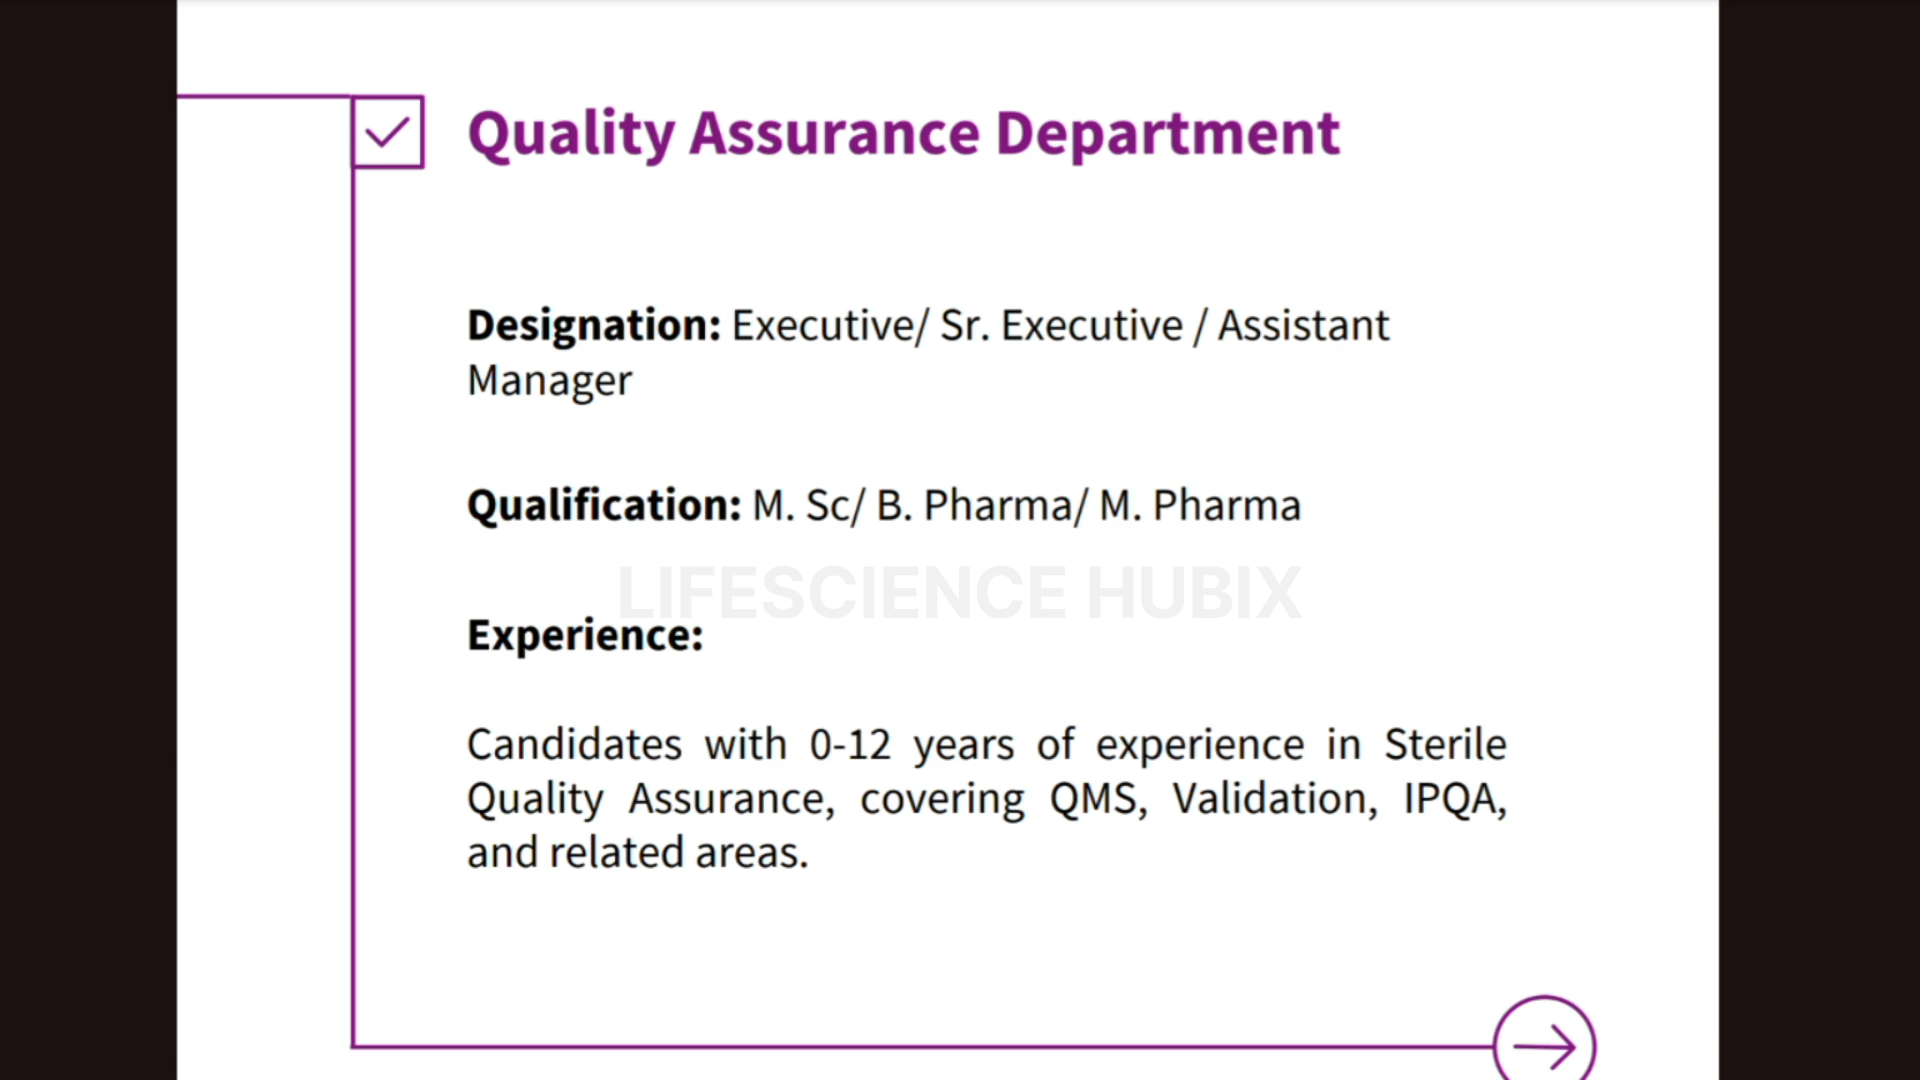 Quality Assurance Department
Designation: Executive/ Sr. Executive / Assistant
Manager
Qualification: M. Sc/ B. Pharma/ M. Pharma
LIFESCIENCE HUBIX
Experience:
Candidates with 0-12 years of experience in Sterile
Quality Assurance, covering QMS, Validation, IPQA,
and related areas.